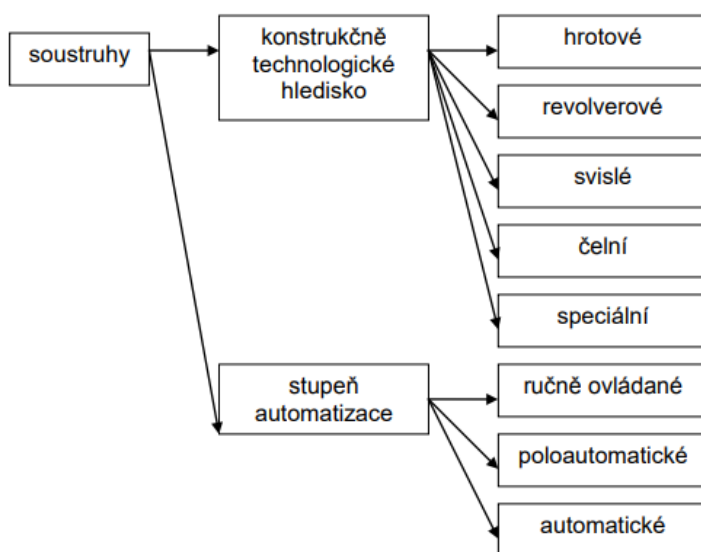 soustruhy
konstrukčně
technologické
hledisko
hrotové
revolverové
svislé
čelní
speciální
stupeň
automatizace
ručně ovládané
poloautomatické
automatické